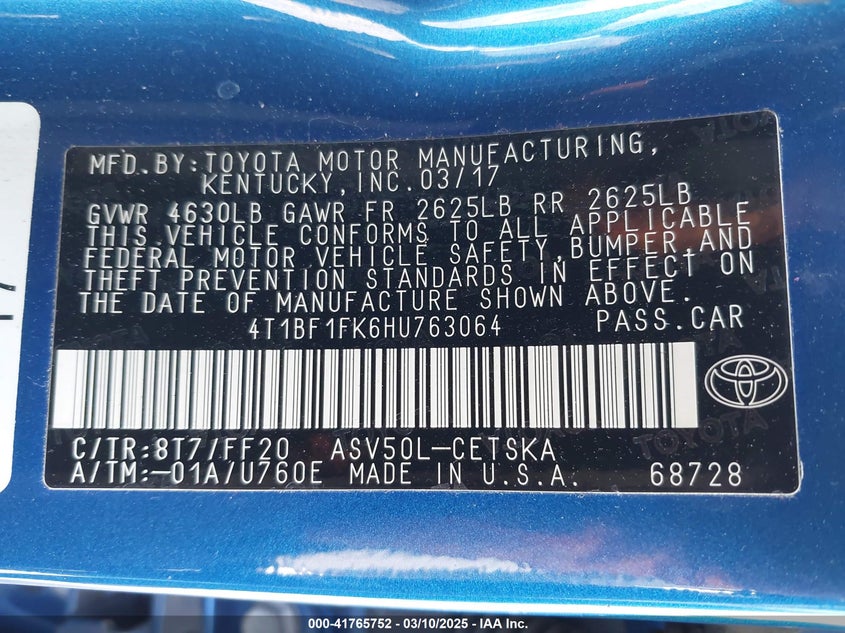 MFD.BY:TOYOTA MOTOR MANUFACTURING,
KENTUCKY,INC.03/17
GVWR 4630LB GAWR FR 2625LB RR 2625LB
THIS VEHICLE CONFORMS TO ALL APPLICABLE
FEDERAL MOTOR VEHICLE SAFETY,BUMPER,AND
THEFT PREVENTION STANDARDS IN EFFECT ON
THE DATE OF MANUFACTURE SHOWN ABOVE.
4T1BF1FK6HU763064 PASS.CAR
C/TR:8T7/FF20 ASV50L-CETSKA
A/TM:-01A/U760E MADE IN U.S.A. 68728
000-41765752 - 03/10/2025 - IAA Inc.